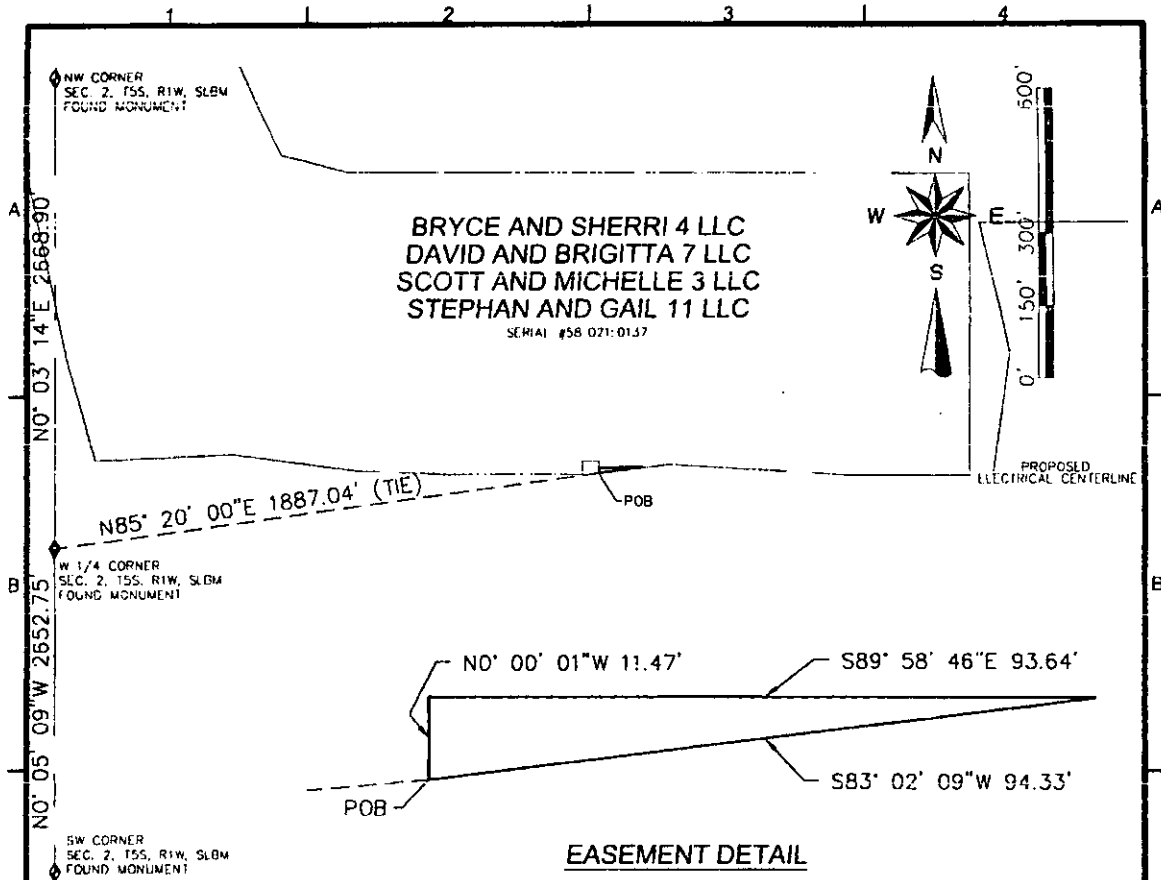 1 2 3 4
NW CORNER
SEC. 2, T5S, R1W, SLBM
FOUND MONUMENT
600'
N
A
A
W
E
300'
S
150'
0'
N0° 03' 14"E 2668.90'
BRYCE AND SHERRI 4 LLC
DAVID AND BRIGITTA 7 LLC
SCOTT AND MICHELLE 3 LLC
STEPHAN AND GAIL 11 LLC
SERIAL #58 021:0137
PROPOSED
ELECTRICAL CENTERLINE
POB
N85° 20' 00"E 1887.04' (TIE)
W 1/4 CORNER
SEC. 2, T5S, R1W, SLBM
FOUND MONUMENT
B
B
N0° 05' 09"W 2652.75'
N0° 00' 01"W 11.47'
S89° 58' 46"E 93.64'
S83° 02' 09"W 94.33'
POB
SW CORNER
SEC. 2, T5S, R1W, SLBM
FOUND MONUMENT
EASEMENT DETAIL